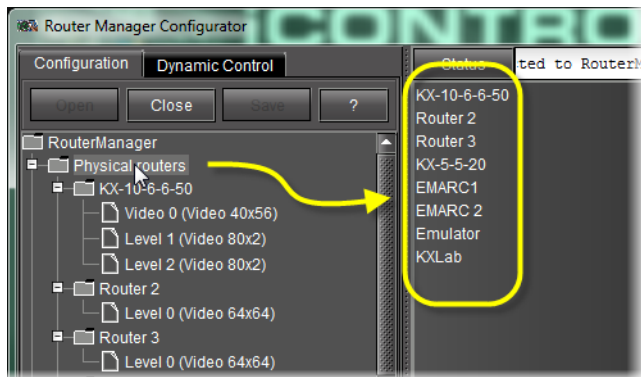 iCONTRO
Router Manager Configurator
Configuration
Dynamic Control
Open
Close
Save
?
RouterManager
Physical routers
KX-10-6-6-50
Video 0 (Video 40x56)
Level 1 (Video 80x2)
Level 2 (Video 80x2)
Router 2
Level 0 (Video 64x64)
Router 3
Level 0 (Video 64x64)
Status
ted to RouterM
KX-10-6-6-50
Router 2
Router 3
KX-5-5-20
EMARC1
EMARC 2
Emulator
KXLab